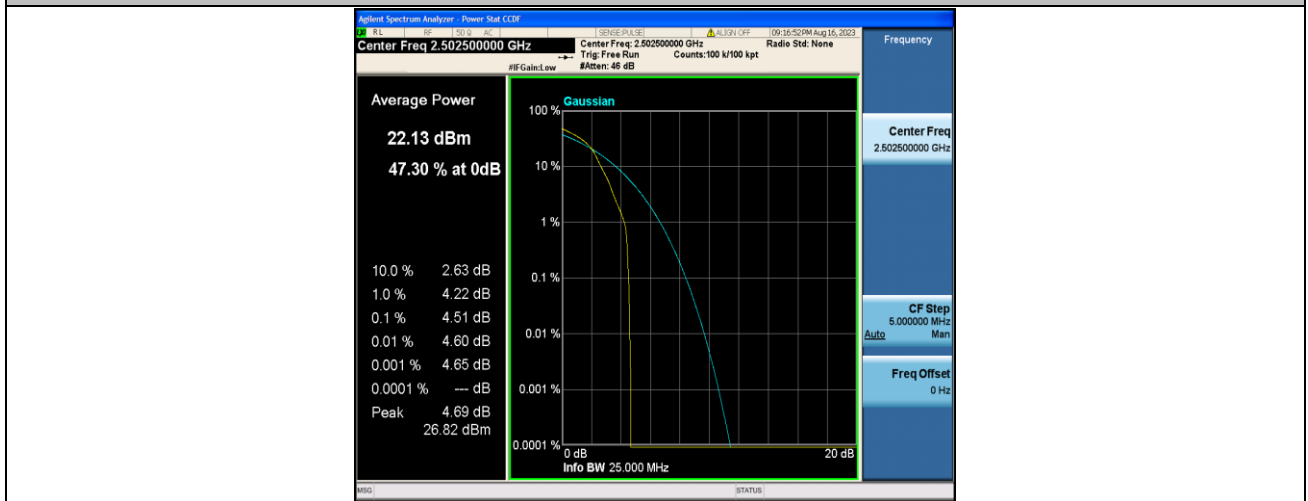 Agilent Spectrum Analyzer - Power Stat CCDF
LXI RL RF 50 Ω AC SENSE:PULSE ALIGN OFF 09:16:52PM Aug 16, 2023
Center Freq 2.502500000 GHz
Center Freq: 2.502500000 GHz Radio Std: None
Trig: Free Run Counts:100 k/100 kpt
#IFGain:Low #Atten: 46 dB
Frequency
Average Power
22.13 dBm
47.30 % at 0dB
10.0 % 2.63 dB
1.0 % 4.22 dB
0.1 % 4.51 dB
0.01 % 4.60 dB
0.001 % 4.65 dB
0.0001 % --- dB
Peak 4.69 dB
26.82 dBm
Gaussian
100 %
10 %
1 %
0.1 %
0.01 %
0.001 %
0.0001 %
0 dB 20 dB
Info BW 25.000 MHz
Center Freq
2.502500000 GHz
CF Step
5.000000 MHz
Auto Man
Freq Offset
0 Hz
MSG STATUS